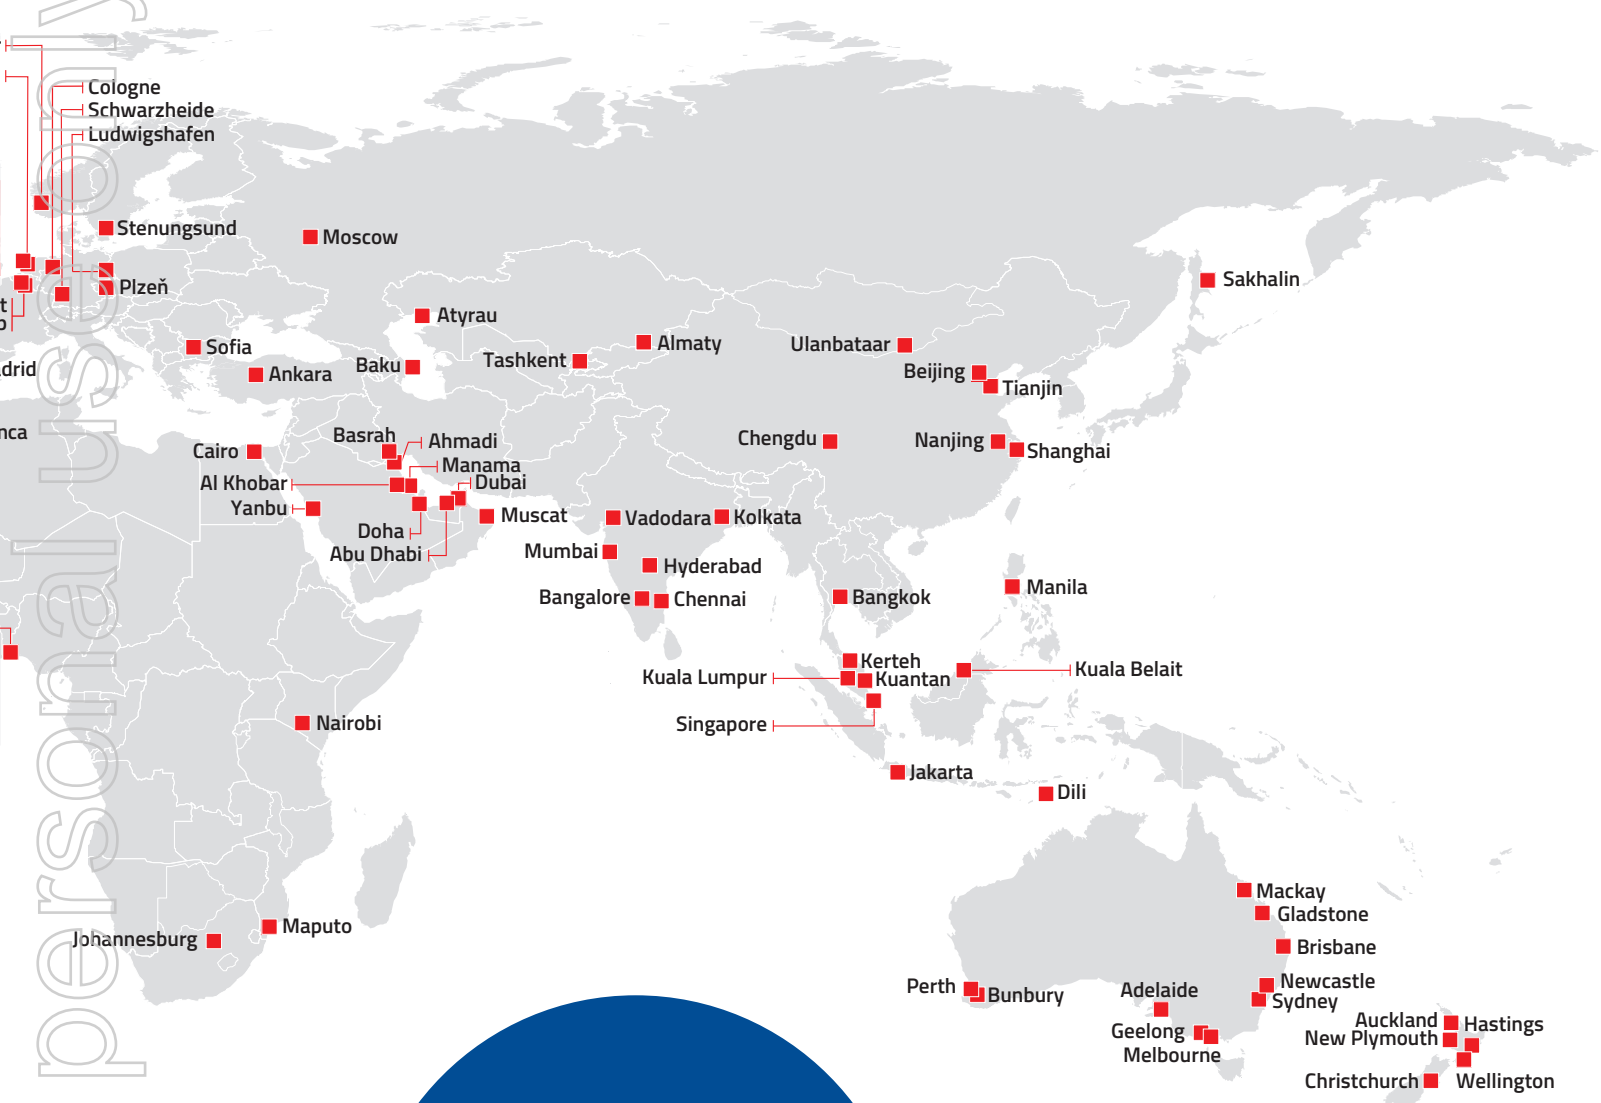 Cologne
Schwarzheide
Ludwigshafen
Stenungsund
Moscow
Plzeň
Sakhalin
Atyrau
Sofia
Almaty
Ulanbataar
Tashkent
Baku
Ankara
Beijing
Tianjin
Basrah
Ahmadi
Cairo
Chengdu
Nanjing
Shanghai
Manama
Al Khobar
Dubai
Yanbu
Muscat
Vadodara
Kolkata
Doha
Abu Dhabi
Mumbai
Hyderabad
Manila
Bangalore
Chennai
Bangkok
Kerteh
Kuala Lumpur
Kuantan
Kuala Belait
Singapore
Nairobi
Jakarta
Dili
Mackay
Gladstone
Maputo
Johannesburg
Brisbane
Perth
Bunbury
Adelaide
Newcastle
Sydney
Geelong
Melbourne
Auckland
Hastings
New Plymouth
Christchurch
Wellington
personal use only